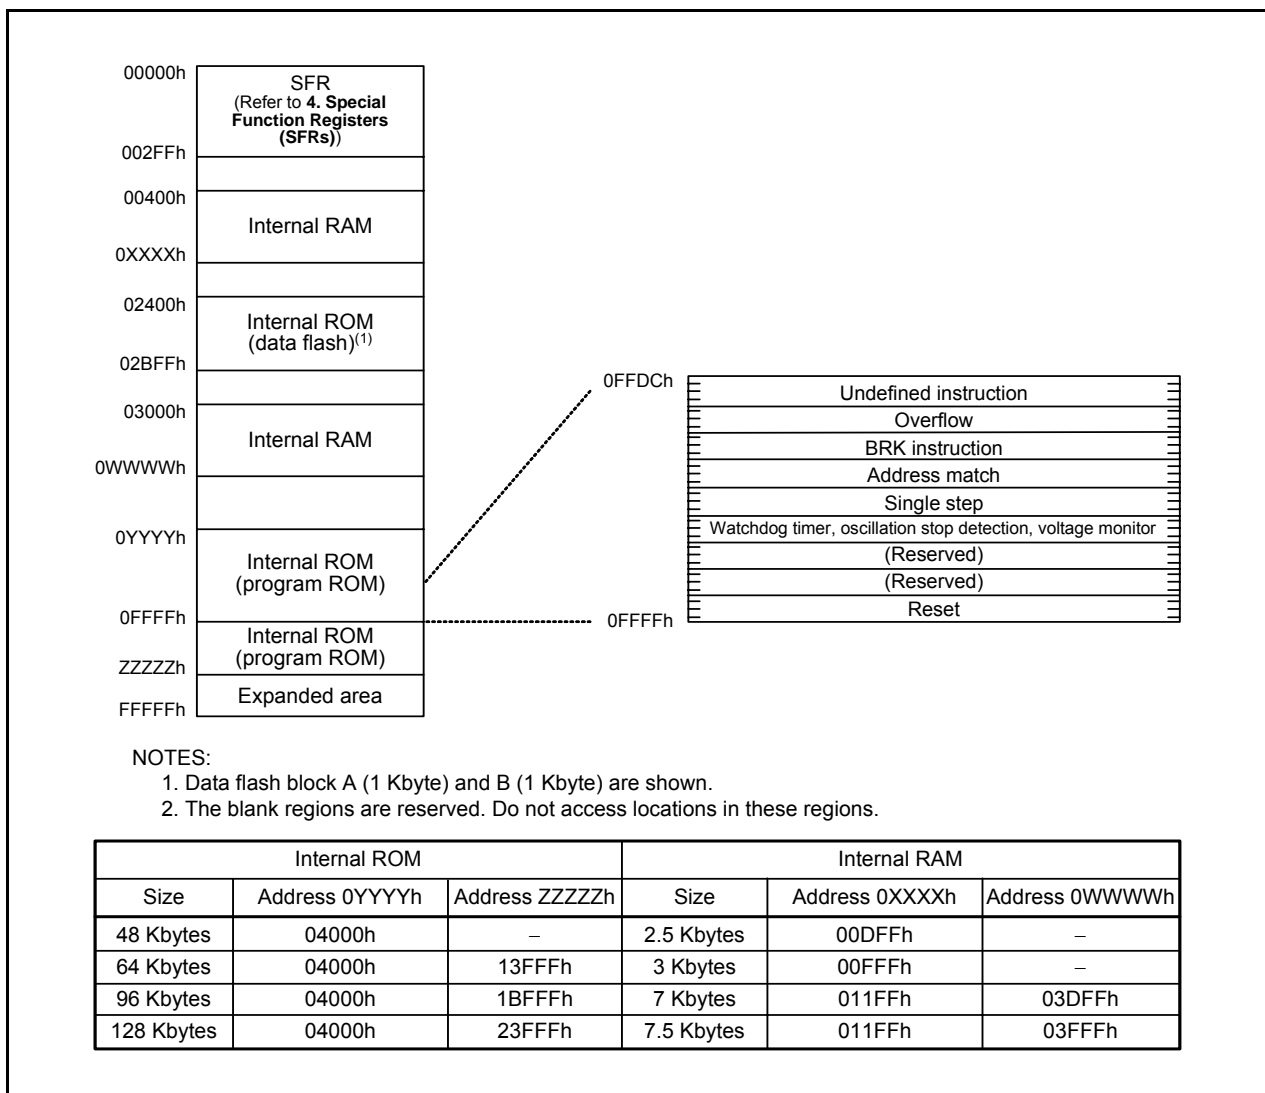 00000h
SFR
(Refer to 4. Special
Function Registers
(SFRs))
002FFh
00400h
Internal RAM
0XXXXh
02400h
Internal ROM
(data flash)(1)
02BFFh
03000h
Internal RAM
0WWWWh
0YYYYh
Internal ROM
(program ROM)
0FFFFh
Internal ROM
(program ROM)
ZZZZZh
Expanded area
FFFFFh
0FFDCh
Undefined instruction
Overflow
BRK instruction
Address match
Single step
Watchdog timer, oscillation stop detection, voltage monitor
(Reserved)
(Reserved)
Reset
0FFFFh
NOTES:
1. Data flash block A (1 Kbyte) and B (1 Kbyte) are shown.
2. The blank regions are reserved. Do not access locations in these regions.
Internal ROM Internal RAM
Size Address 0YYYYh Address ZZZZZh Size Address 0XXXXh Address 0WWWWh
48 Kbytes 04000h – 2.5 Kbytes 00DFFh –
64 Kbytes 04000h 13FFFh 3 Kbytes 00FFFh –
96 Kbytes 04000h 1BFFFh 7 Kbytes 011FFh 03DFFh
128 Kbytes 04000h 23FFFh 7.5 Kbytes 011FFh 03FFFh